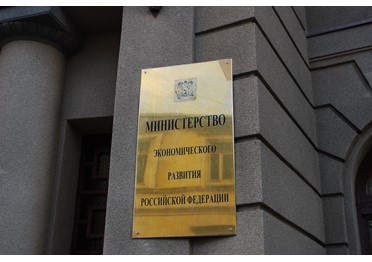 МИНИСТЕРСТВО
ЭКОНОМИЧЕСКОГО
РАЗВИТИЯ
РОССИЙСКОЙ ФЕДЕРАЦИИ